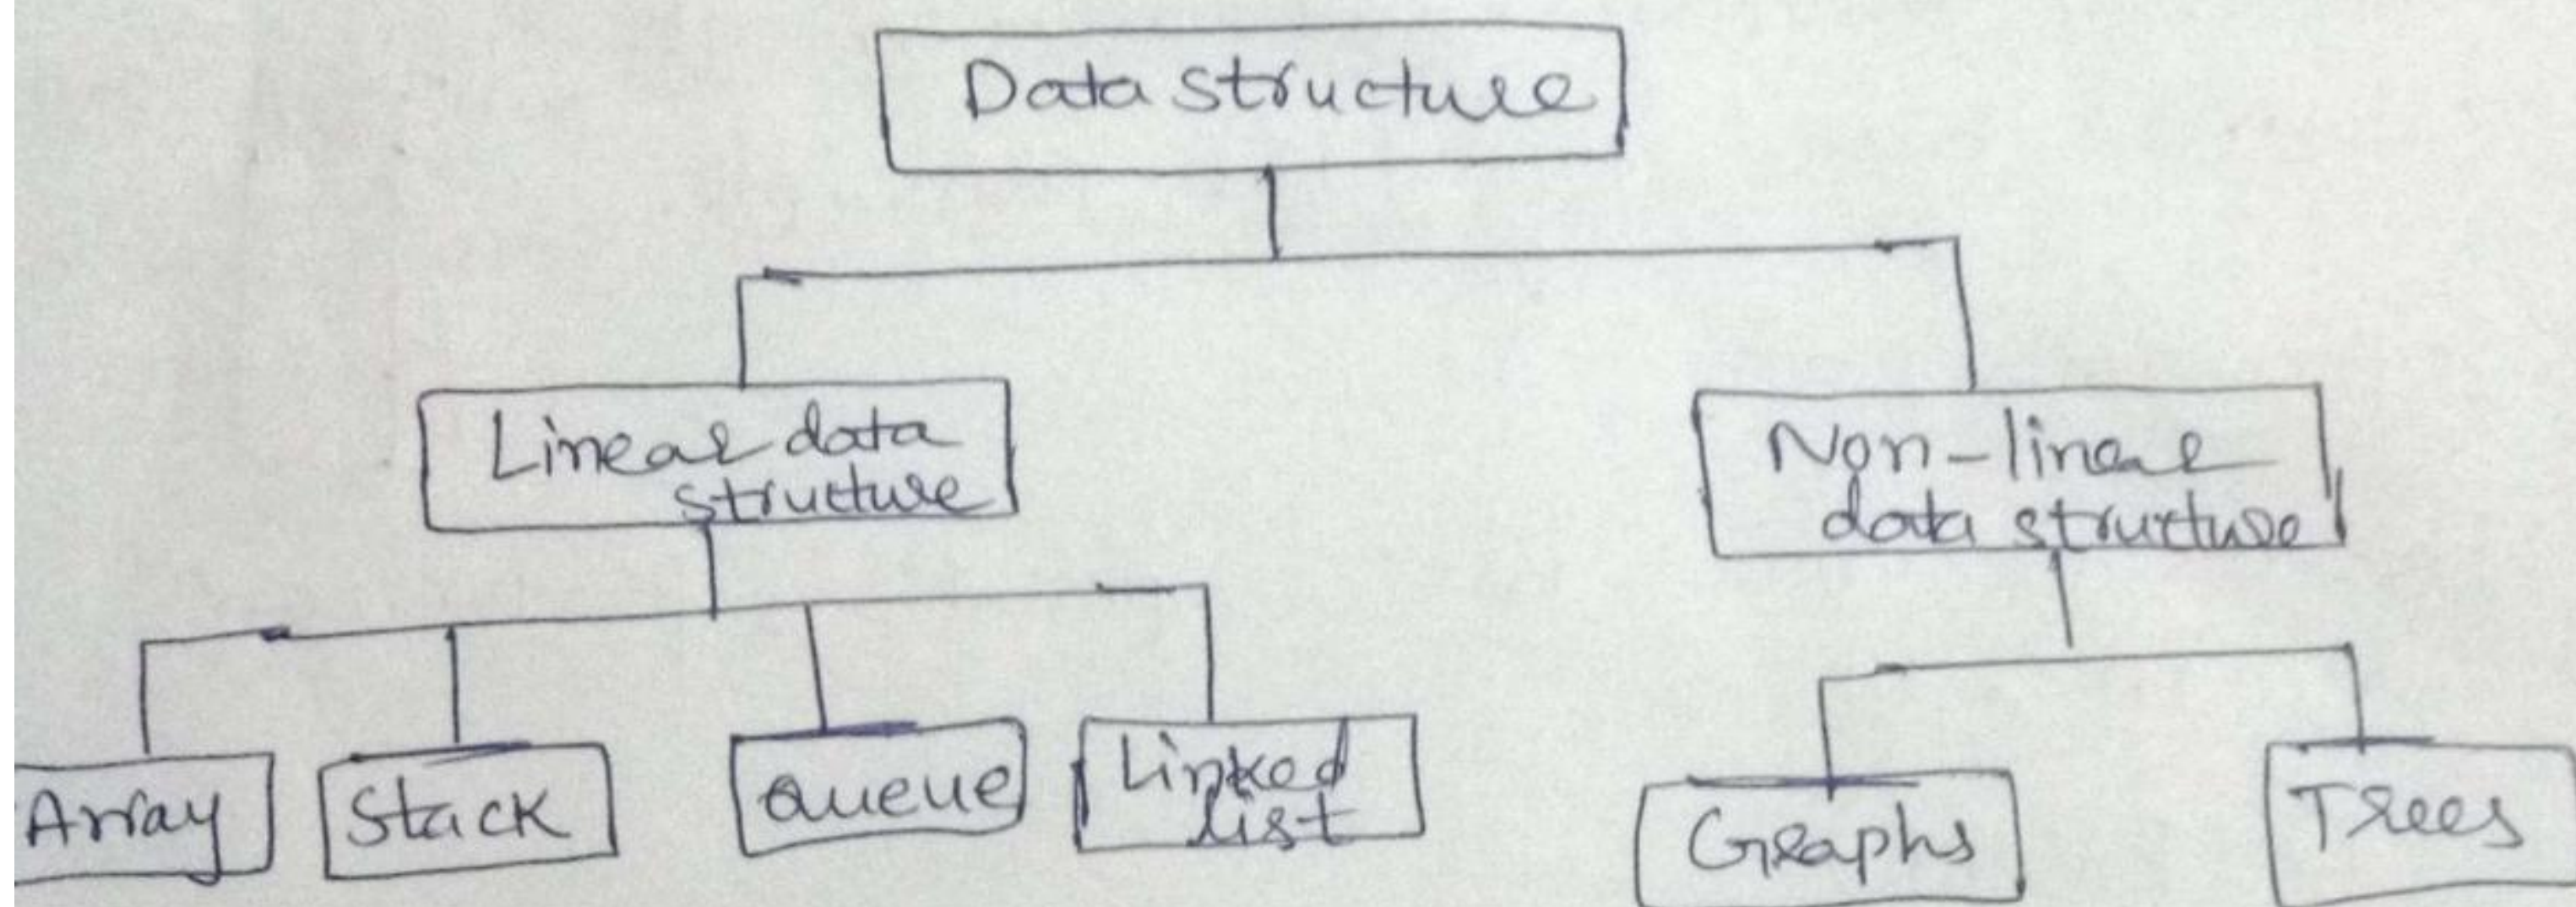 Data structure
Linear data
structure
Non-linear
data structure
Array
Stack
Queue
Linked
list
Graphs
Trees